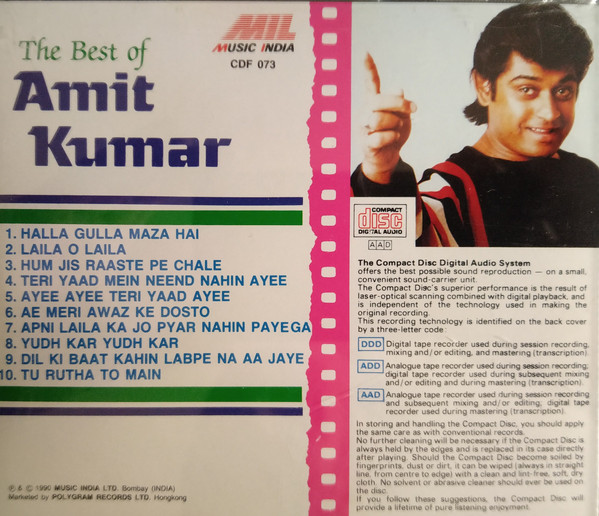 The Best of
Amit
Kumar
MIL
MUSIC INDIA
CDF 073
1. HALLA GULLA MAZA HAI
2. LAILA O LAILA
3. HUM JIS RAASTE PE CHALE
4. TERI YAAD MEIN NEEND NAHIN AYEE
5. AYEE AYEE TERI YAAD AYEE
6. AE MERI AWAZ KE DOSTO
7. APNI LAILA KA JO PYAR NAHIN PAYEGA
8. YUDH KAR YUDH KAR
9. DIL KI BAAT KAHIN LABPE NA AA JAYE
10. TU RUTHA TO MAIN
℗ & © 1990 MUSIC INDIA LTD. Bombay (INDIA)
Marketed by POLYGRAM RECORDS LTD. Hongkong
COMPACT
disc
DIGITAL AUDIO
AAD
The Compact Disc Digital Audio System
offers the best possible sound reproduction — on a small,
convenient sound-carrier unit.
The Compact Disc's superior performance is the result of
laser-optical scanning combined with digital playback, and
is independent of the technology used in making the
original recording.
This recording technology is identified on the back cover
by a three-letter code:
DDD Digital tape recorder used during session recording,
mixing and/or editing, and mastering (transcription).
ADD Analogue tape recorder used during session recording;
digital tape recorder used during subsequent mixing
and/or editing and during mastering (transcription).
AAD Analogue tape recorder used during session recording
and subsequent mixing and/or editing, digital tape
recorder used during mastering (transcription).
In storing and handling the Compact Disc, you should apply
the same care as with conventional records.
No further cleaning will be necessary if the Compact Disc is
always held by the edges and is replaced in its case directly
after playing. Should the Compact Disc become soiled by
fingerprints, dust or dirt, it can be wiped (always in straight
line, from centre to edge) with a clean and lint-free, soft, dry
cloth. No solvent or abrasive cleaner should ever be used on
the disc.
If you follow these suggestions, the Compact Disc will
provide a lifetime of pure listening enjoyment.